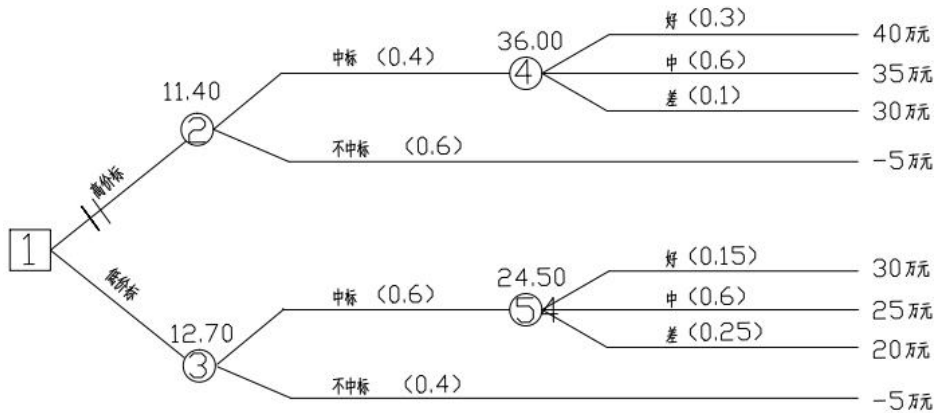 好 (0.3) 40万元
36.00
中标 (0.4) 4 中 (0.6) 35万元
11.40
差 (0.1) 30万元
2
不中标 (0.6) -5万元
高价标
1
好 (0.15) 30万元
低价标
24.50
中标 (0.6) 5 4 中 (0.6) 25万元
12.70
差 (0.25) 20万元
3
不中标 (0.4) -5万元